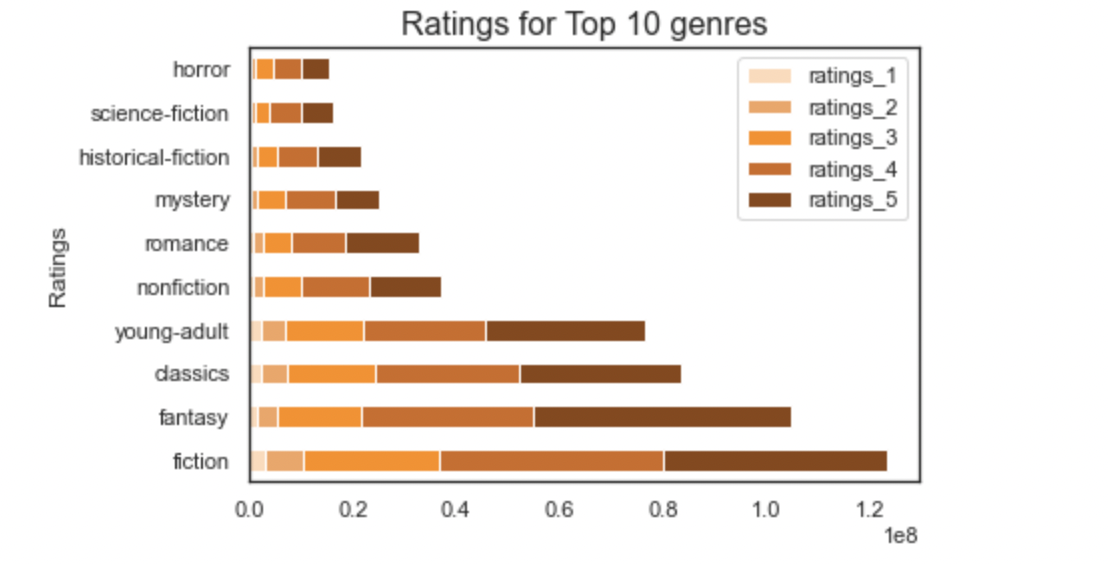 Ratings for Top 10 genres
horror
science-fiction
historical-fiction
mystery
romance
nonfiction
young-adult
classics
fantasy
fiction
Ratings
ratings_1
ratings_2
ratings_3
ratings_4
ratings_5
0.0 0.2 0.4 0.6 0.8 1.0 1.2
1e8